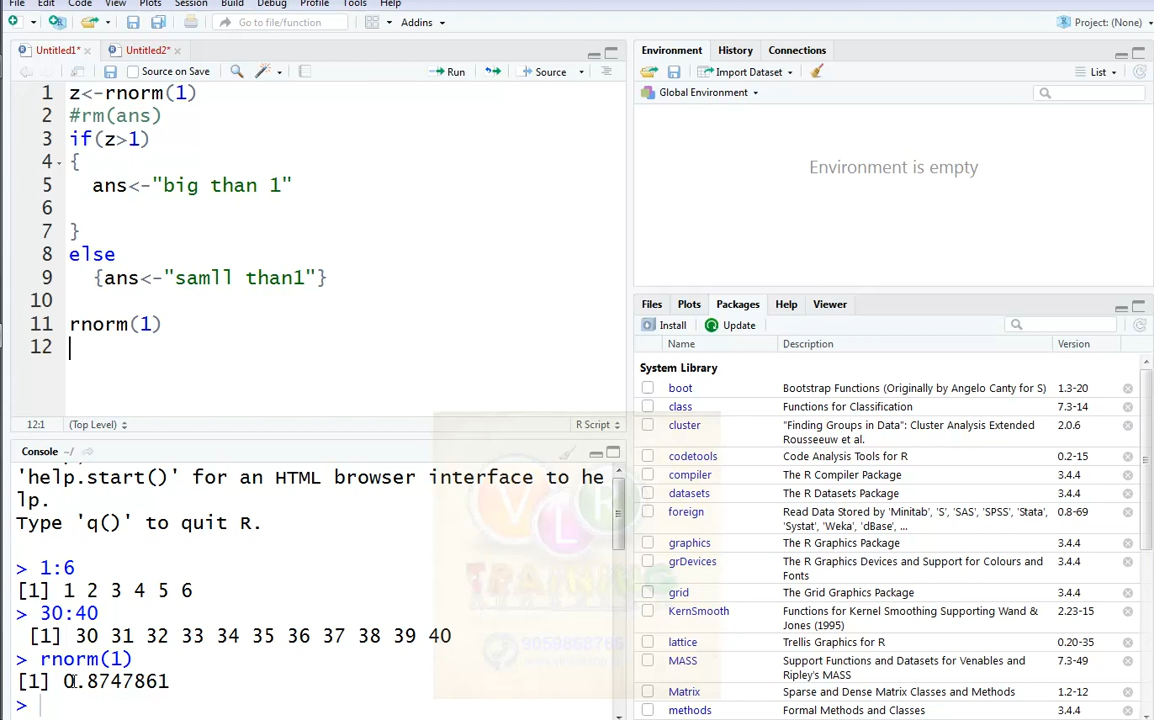 File Edit Code View Plots Session Build Debug Profile Tools Help
Go to file/function Addins Project: (None)
Untitled1* Untitled2*
Source on Save Run Source
1 z<-rnorm(1)
2 #rm(ans)
3 if(z>1)
4 {
5 ans<-"big than 1"
6
7 }
8 else
9 {ans<-"samll than1"}
10
11 rnorm(1)
12
12:1 (Top Level) R Script
Console ~/
'help.start()' for an HTML browser interface to he
lp.
Type 'q()' to quit R.
> 1:6
[1] 1 2 3 4 5 6
> 30:40
[1] 30 31 32 33 34 35 36 37 38 39 40
> rnorm(1)
[1] 0.8747861
>
Environment History Connections
Import Dataset List
Global Environment
Environment is empty
Files Plots Packages Help Viewer
Install Update
Name Description Version
System Library
boot Bootstrap Functions (Originally by Angelo Canty for S) 1.3-20
class Functions for Classification 7.3-14
cluster "Finding Groups in Data": Cluster Analysis Extended 2.0.6
Rousseeuw et al.
codetools Code Analysis Tools for R 0.2-15
compiler The R Compiler Package 3.4.4
datasets The R Datasets Package 3.4.4
foreign Read Data Stored by 'Minitab', 'S', 'SAS', 'SPSS', 'Stata', 0.8-69
'Systat', 'Weka', 'dBase', ...
graphics The R Graphics Package 3.4.4
grDevices The R Graphics Devices and Support for Colours and 3.4.4
Fonts
grid The Grid Graphics Package 3.4.4
KernSmooth Functions for Kernel Smoothing Supporting Wand & 2.23-15
Jones (1995)
lattice Trellis Graphics for R 0.20-35
MASS Support Functions and Datasets for Venables and 7.3-49
Ripley's MASS
Matrix Sparse and Dense Matrix Classes and Methods 1.2-12
methods Formal Methods and Classes 3.4.4
VLR
TRAINING